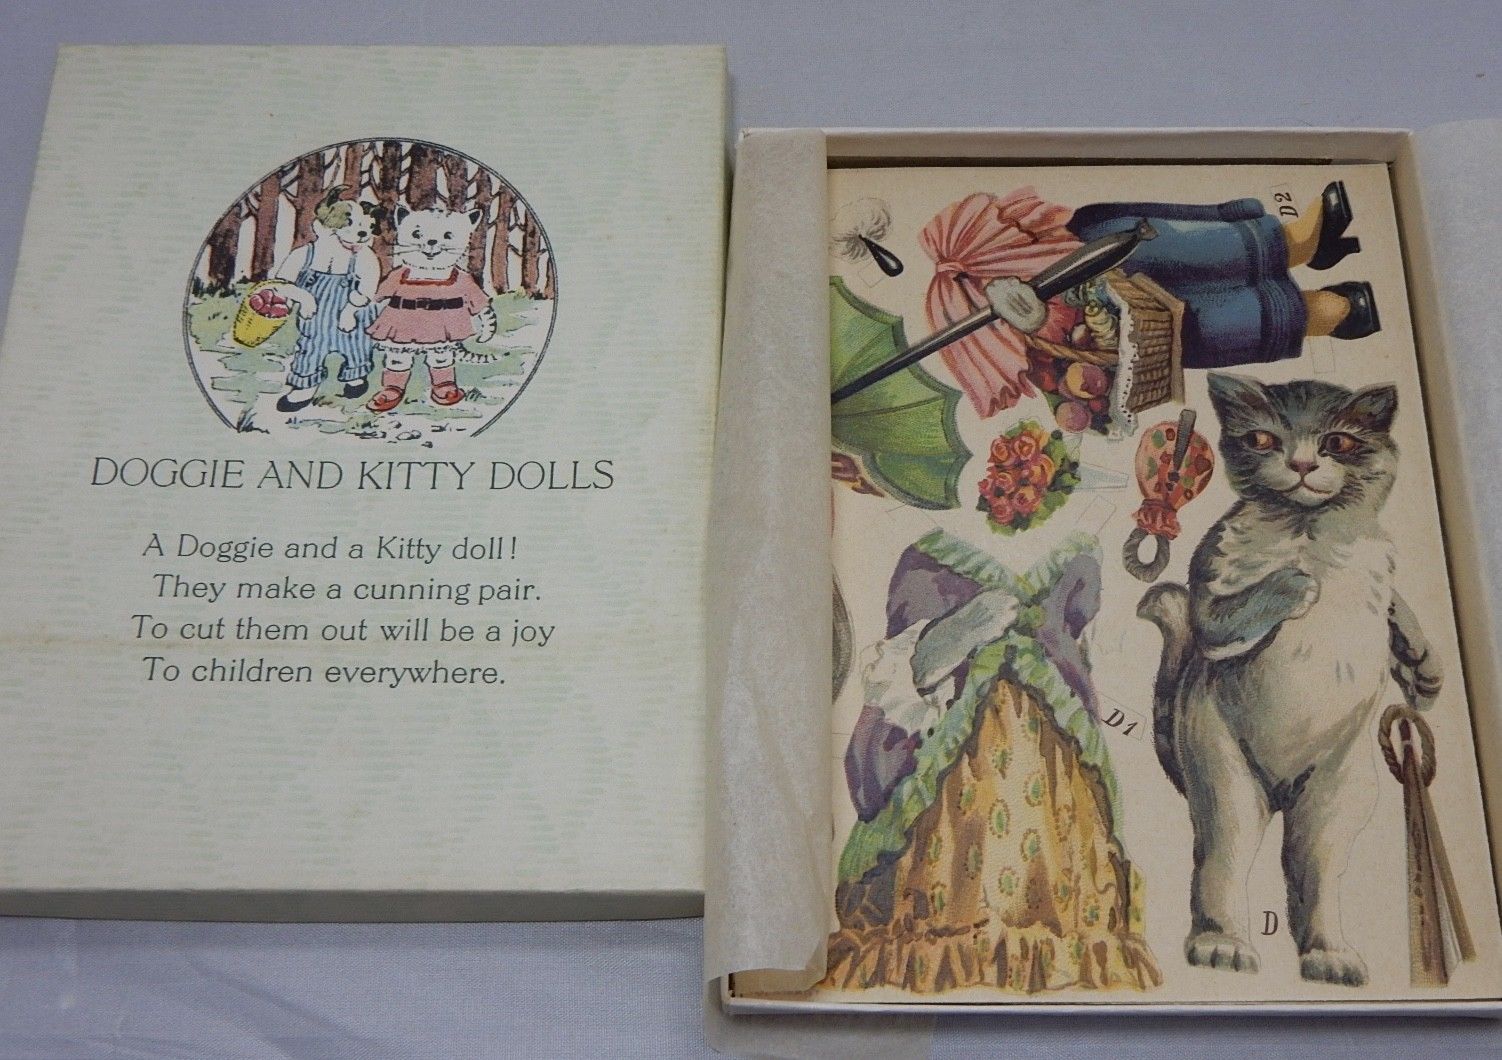 DOGGIE AND KITTY DOLLS
A Doggie and a Kitty doll!
They make a cunning pair.
To cut them out will be a joy
To children everywhere.
D2
D1
D